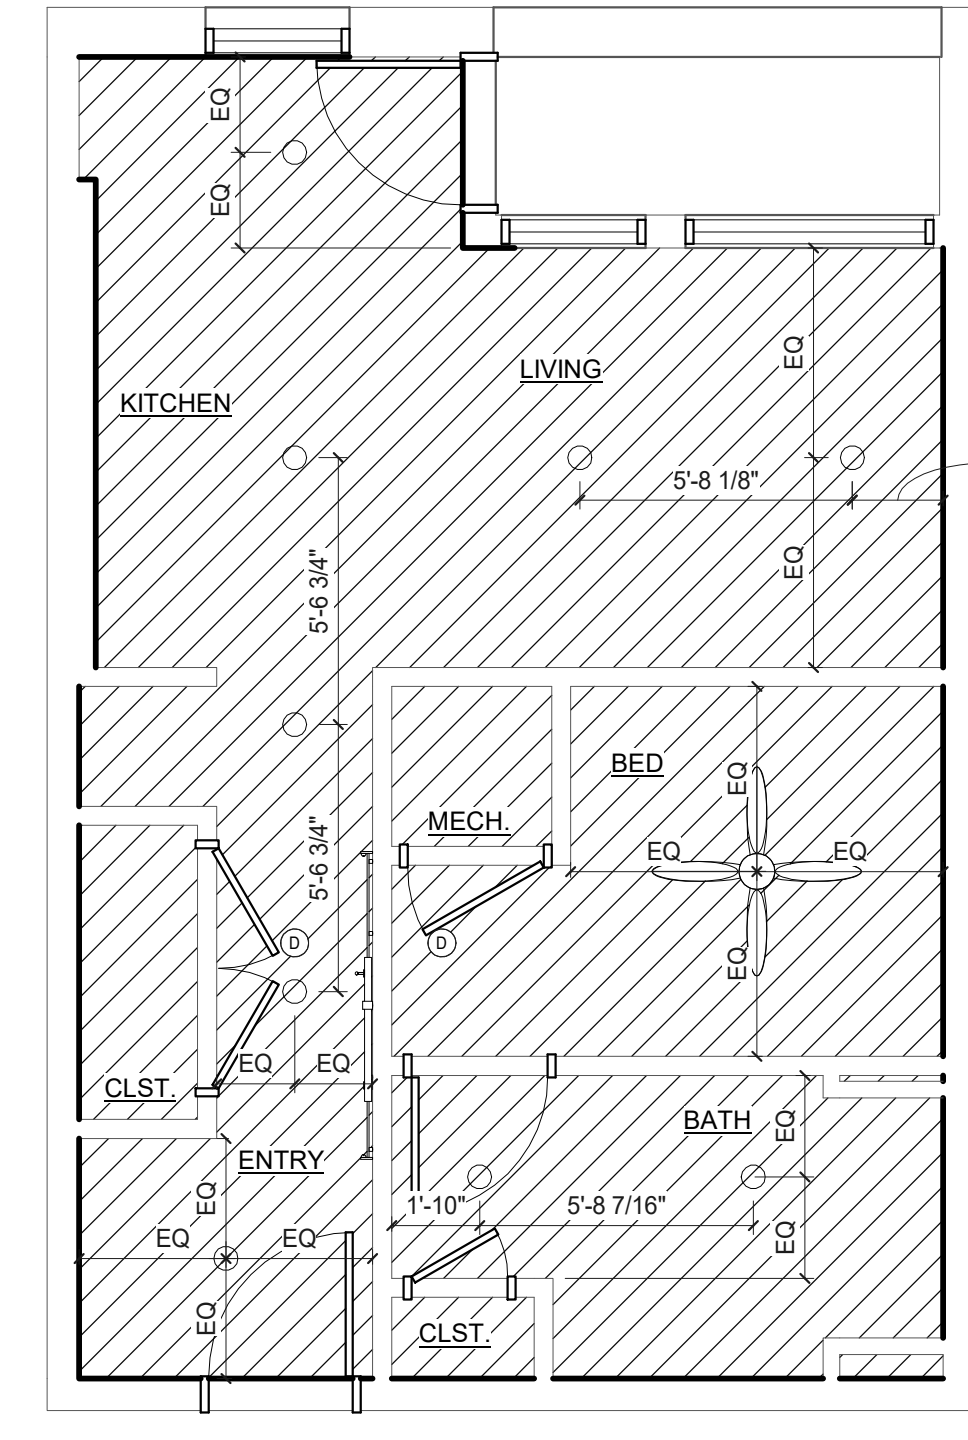 EQ
EQ
LIVING
EQ
KITCHEN
5'-8 1/8"
EQ
5'-6 3/4"
BED
EQ
MECH.
5'-6 3/4"
EQ
EQ
D
D
EQ
EQ
EQ
CLST.
BATH
EQ
ENTRY
EQ
1'-10"
5'-8 7/16"
EQ
EQ
EQ
EQ
CLST.